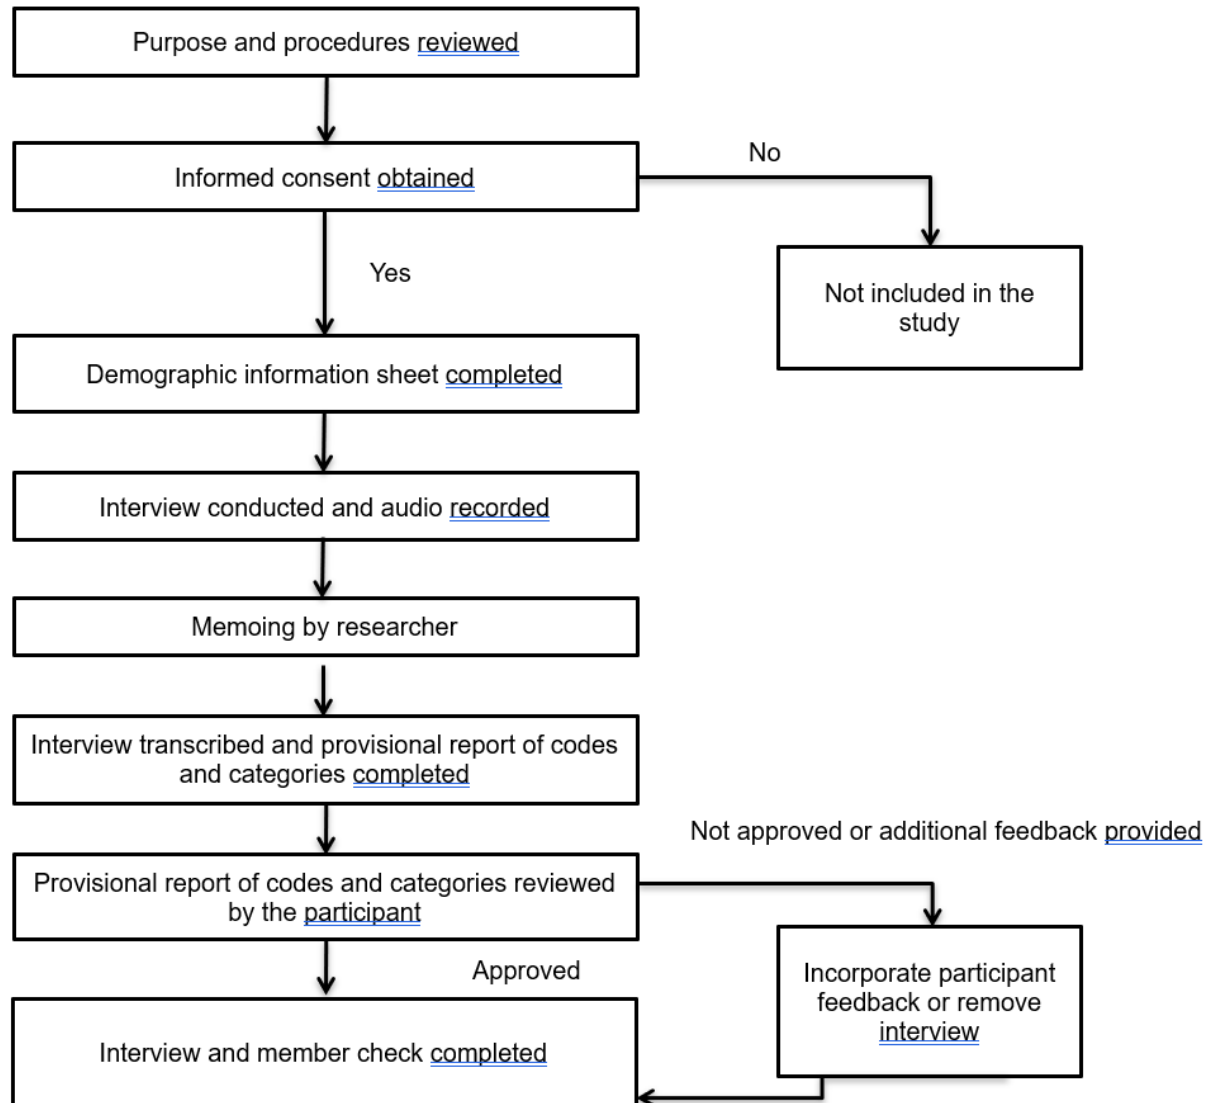 Purpose and procedures reviewed
Informed consent obtained
No
Yes
Not included in the
study
Demographic information sheet completed
Interview conducted and audio recorded
Memoing by researcher
Interview transcribed and provisional report of codes
and categories completed
Not approved or additional feedback provided
Provisional report of codes and categories reviewed
by the participant
Approved
Incorporate participant
feedback or remove
interview
Interview and member check completed